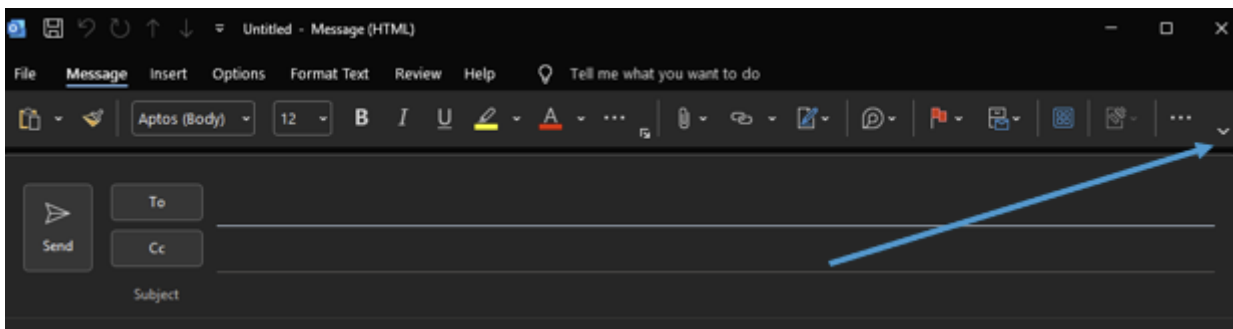 Untitled - Message (HTML)
File Message Insert Options Format Text Review Help Tell me what you want to do
Aptos (Body) 12 B I U A
To
Send Cc
Subject